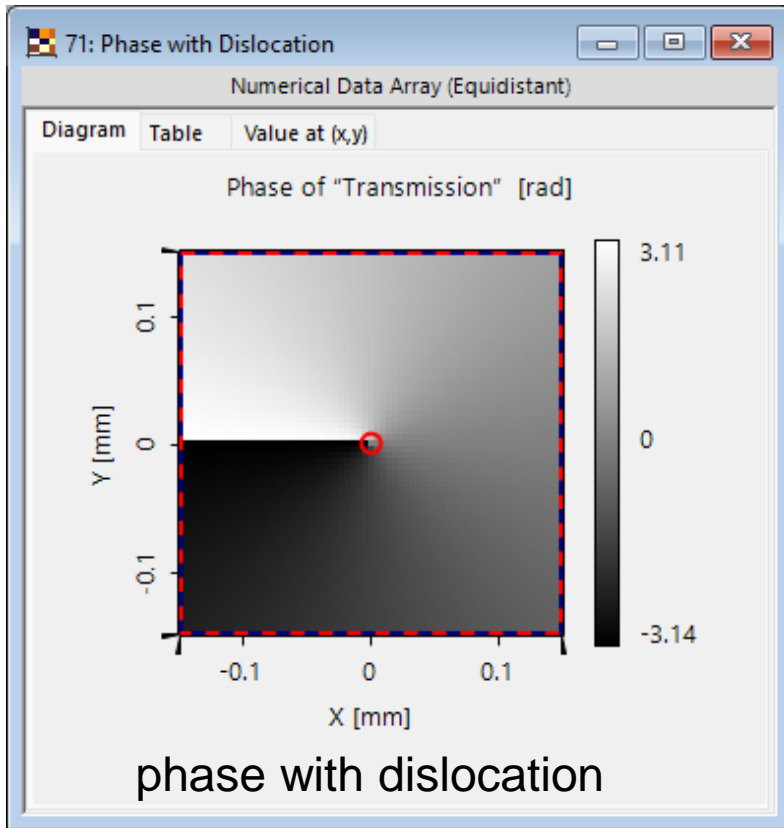 71: Phase with Dislocation
Numerical Data Array (Equidistant)
Diagram Table Value at (x,y)
Phase of “Transmission” [rad]
3.11
0
-3.14
Y [mm]
0.1
0
-0.1
-0.1 0 0.1
X [mm]
phase with dislocation